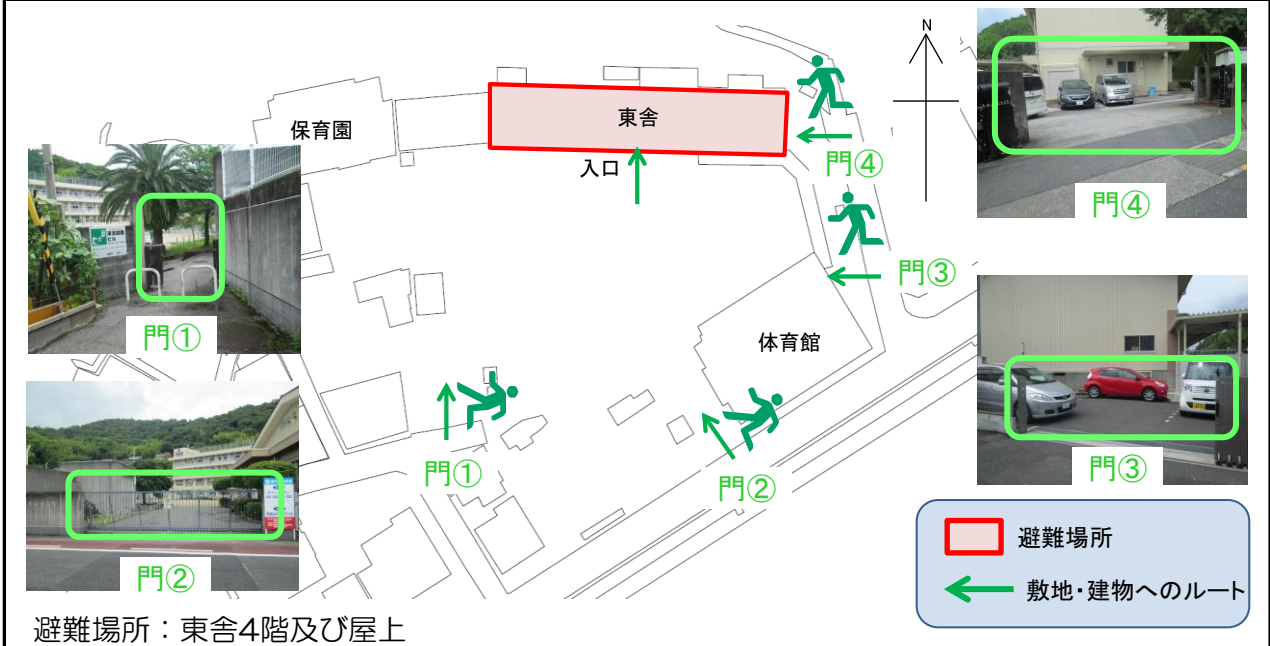 N
保育園
東舎
入口
門④
門④
門③
門①
体育館
門③
門①
門②
門②
避難場所
敷地・建物へのルート
避難場所：東舎4階及び屋上